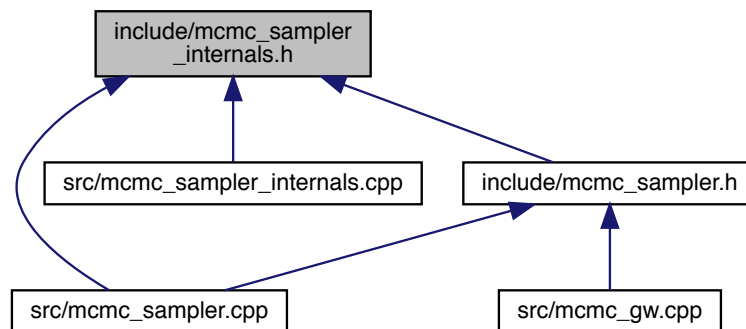 include/mcmc_sampler
_internals.h
src/mcmc_sampler_internals.cpp
include/mcmc_sampler.h
src/mcmc_sampler.cpp
src/mcmc_gw.cpp